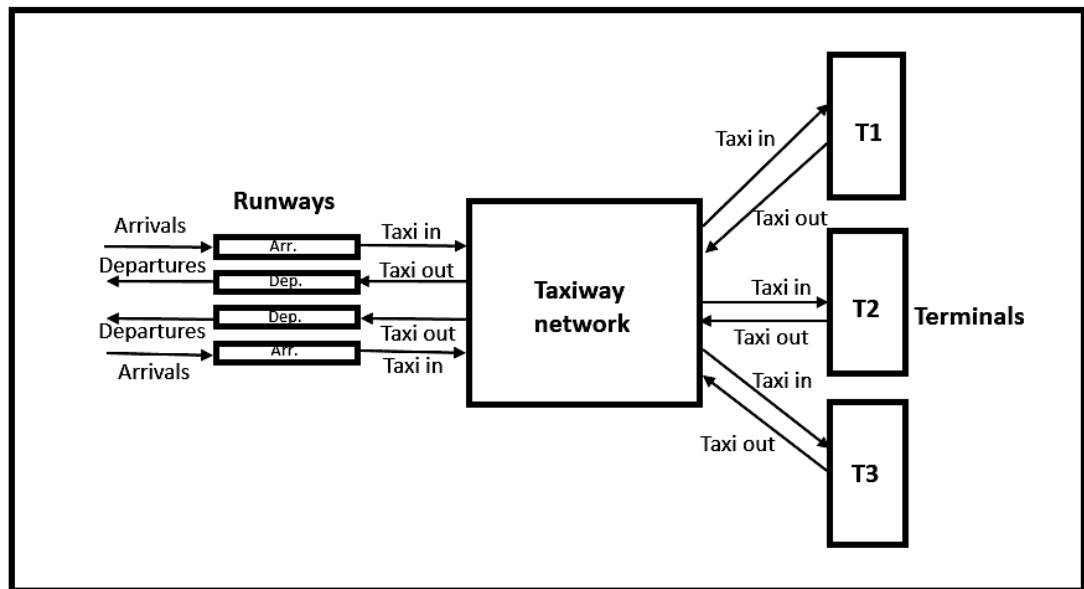 Runways
Arrivals
Arr.
Taxi in
Departures
Dep.
Taxi out
Departures
Dep.
Taxi out
Arrivals
Arr.
Taxi in
Taxiway
network
Taxi in
T1
Taxi out
Taxi in
T2
Terminals
Taxi out
Taxi in
Taxi out
T3